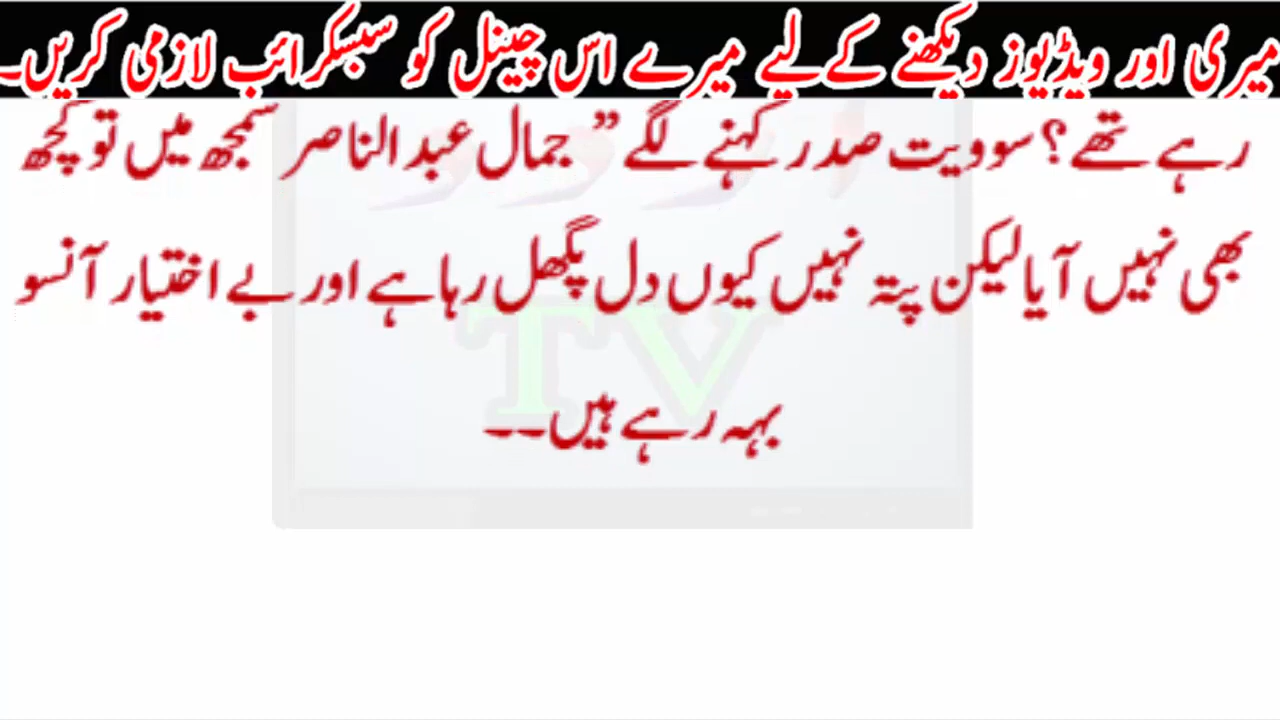 میری اور ویڈیوز دیکھنے کے لیے میرے اس چینل کو سبسکرائب لازمی کریں۔
رہے تھے؟ سوویت صدر کہنے لگے ” جمال عبدالناصر سمجھ میں تو کچھ
بھی نہیں آیا لیکن پتہ نہیں کیوں دل پگھل رہا ہے اور بے اختیار آنسو
بہہ رہے ہیں۔۔
اردو
TV